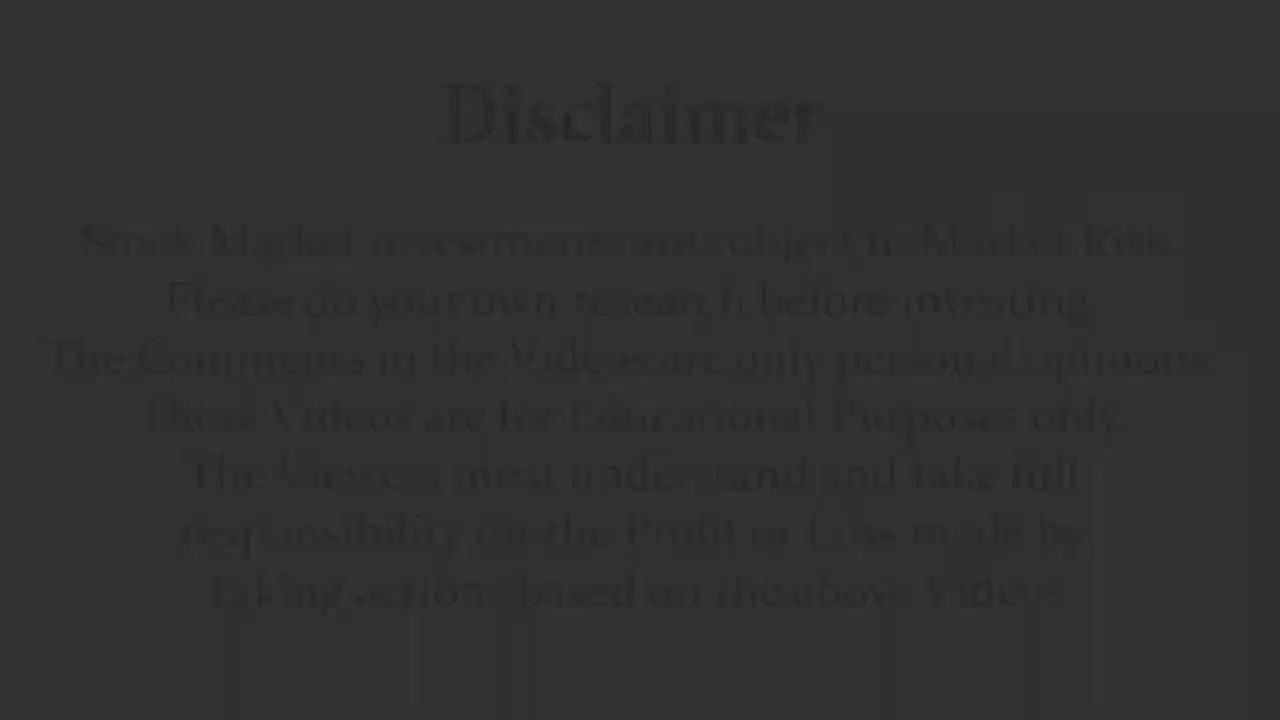 Disclaimer
Stock Market investments are subject to Market Risk.
Please do your own research before investing.
The Comments in the Videos are only personal opinions.
These Videos are for Educational Purposes only
The Viewers must understand and take full
responsibility for the Profit or Loss made by
taking actions based on the above Videos